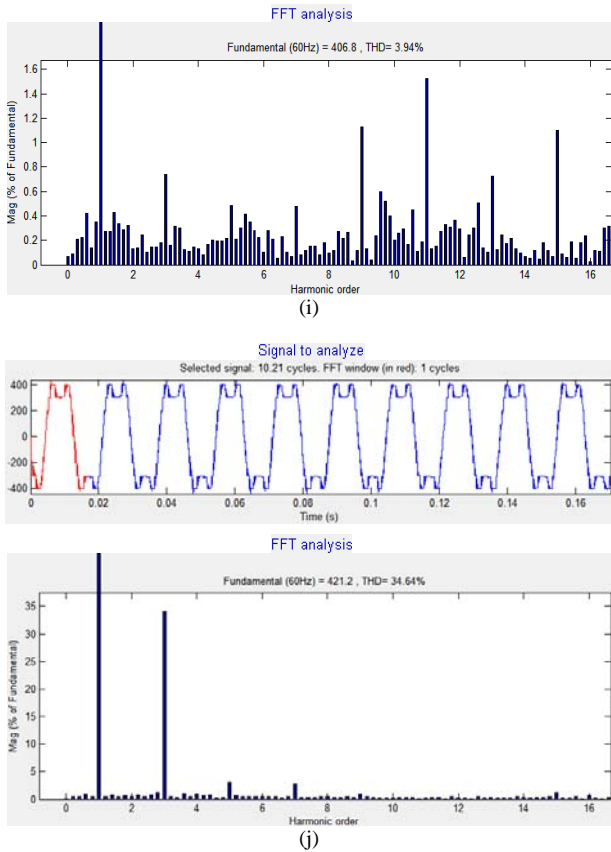 FFT analysis
Fundamental (60Hz) = 406.8 , THD= 3.94%
Mag (% of Fundamental)
1.6
1.4
1.2
1
0.8
0.6
0.4
0.2
0
0 2 4 6 8 10 12 14 16
Harmonic order
(i)
Signal to analyze
Selected signal: 10.21 cycles. FFT window (in red): 1 cycles
400
200
0
-200
-400
0 0.02 0.04 0.06 0.08 0.1 0.12 0.14 0.16
Time (s)
FFT analysis
Fundamental (60Hz) = 421.2 , THD= 34.64%
Mag (% of Fundamental)
35
30
25
20
15
10
5
0
0 2 4 6 8 10 12 14 16
Harmonic order
(j)